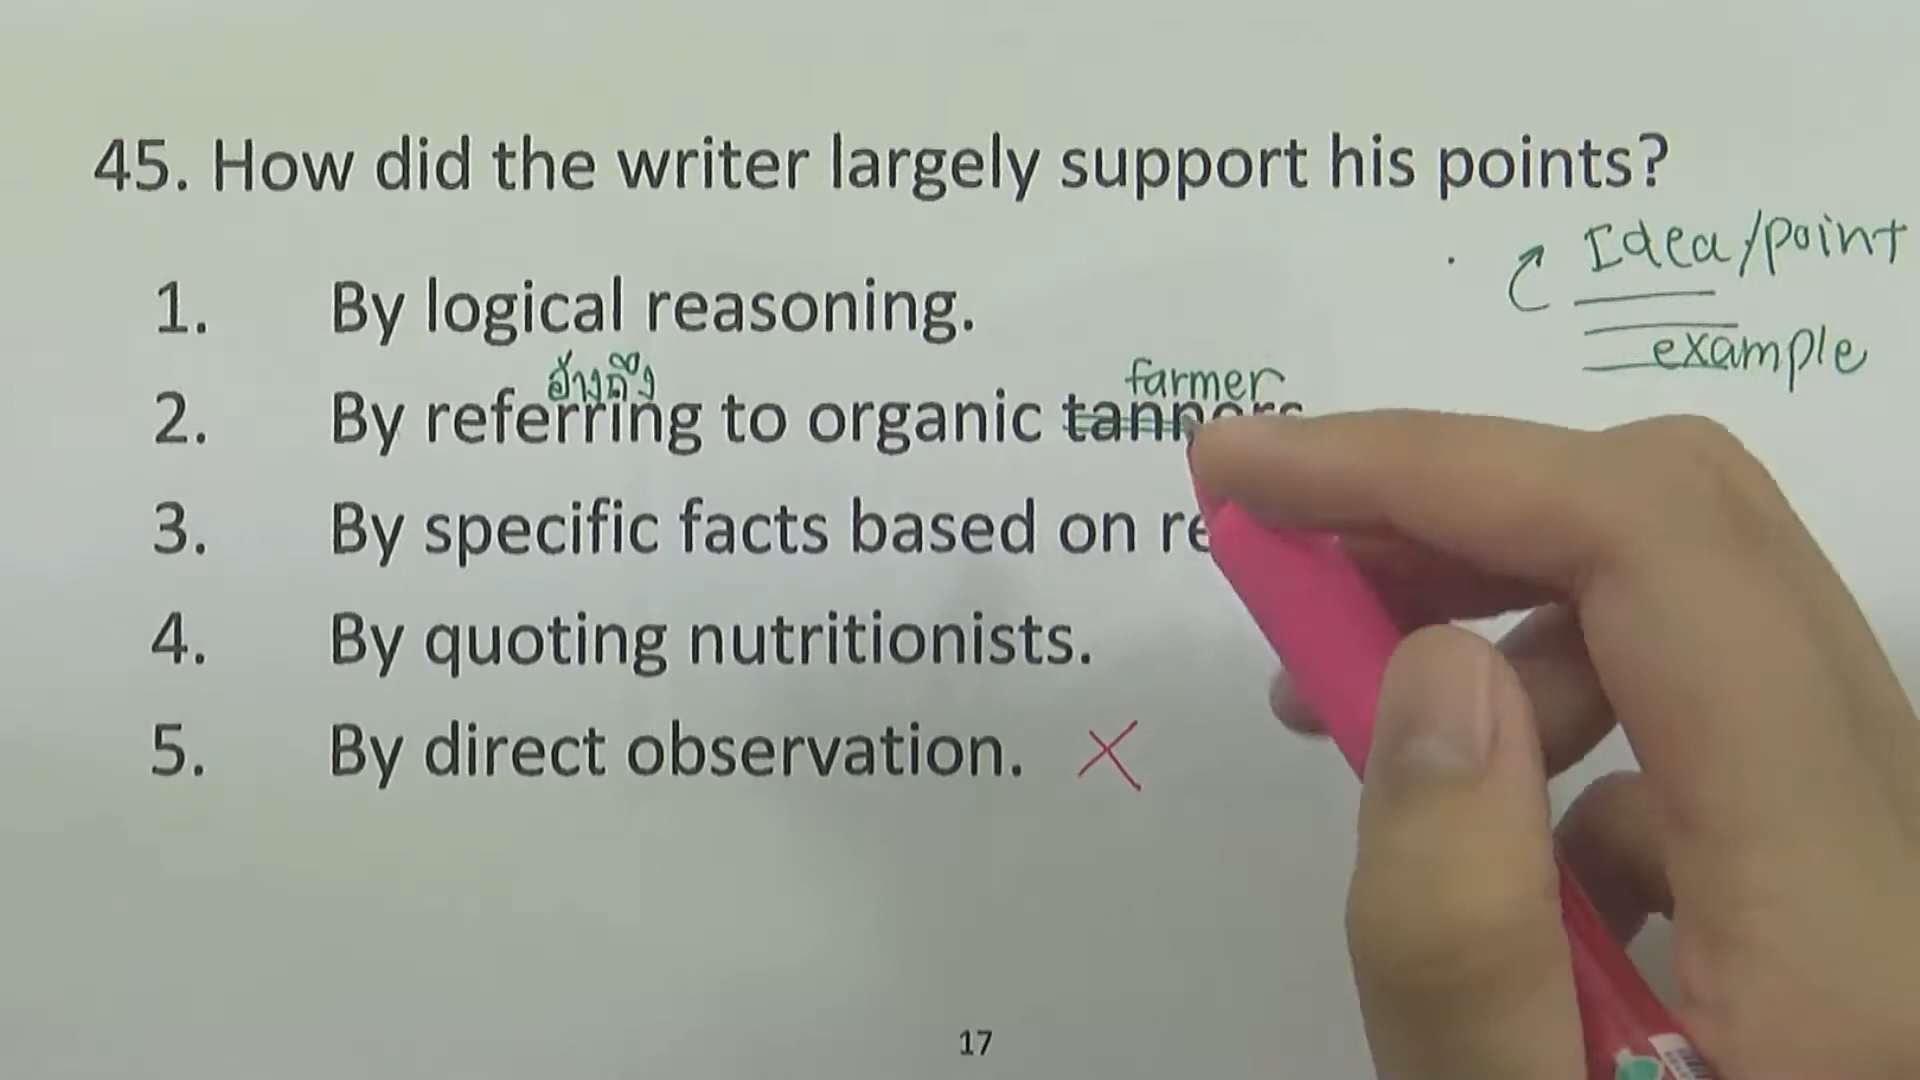 45. How did the writer largely support his points?
Idea/point
1. By logical reasoning.
example
อ้างถึง
farmer
2. By referring to organic
3. By specific facts based on
4. By quoting nutritionists.
5. By direct observation. X
17